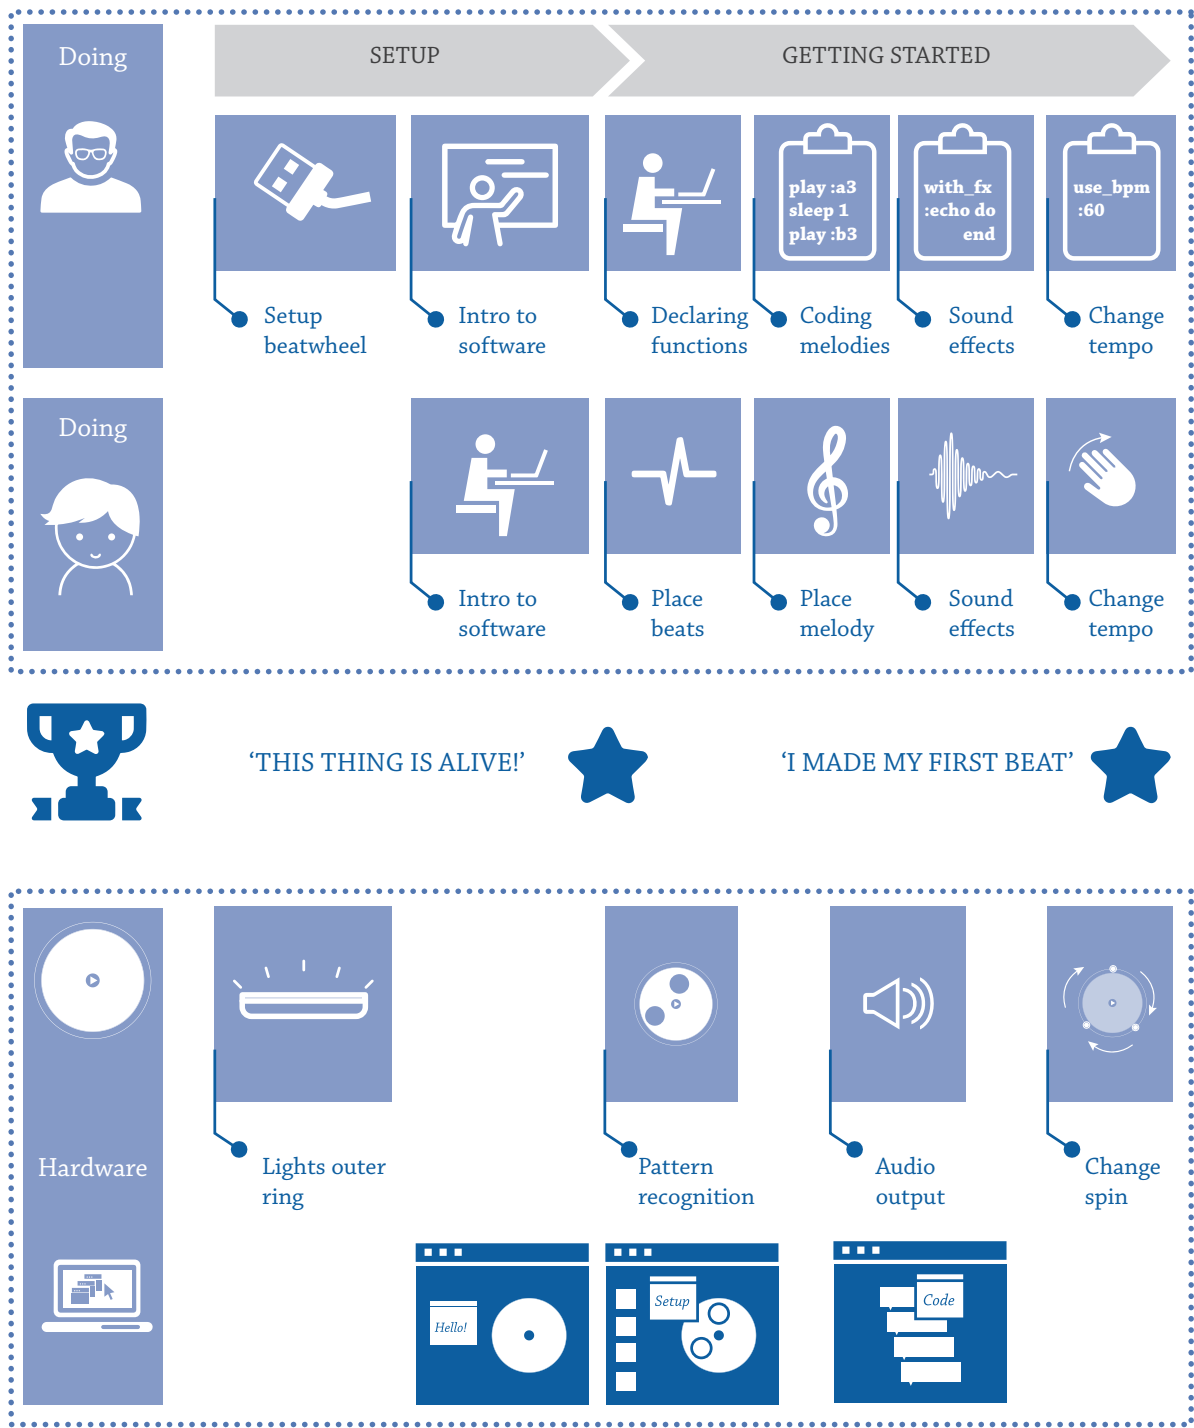 Doing
SETUP
GETTING STARTED
play :a3
sleep 1
play :b3
with_fx
:echo do
end
use_bpm
:60
Setup
beatwheel
Intro to
software
Declaring
functions
Coding
melodies
Sound
effects
Change
tempo
Doing
Intro to
software
Place
beats
Place
melody
Sound
effects
Change
tempo
‘THIS THING IS ALIVE!’
‘I MADE MY FIRST BEAT’
Hardware
Lights outer
ring
Pattern
recognition
Audio
output
Change
spin
Hello!
Setup
Code